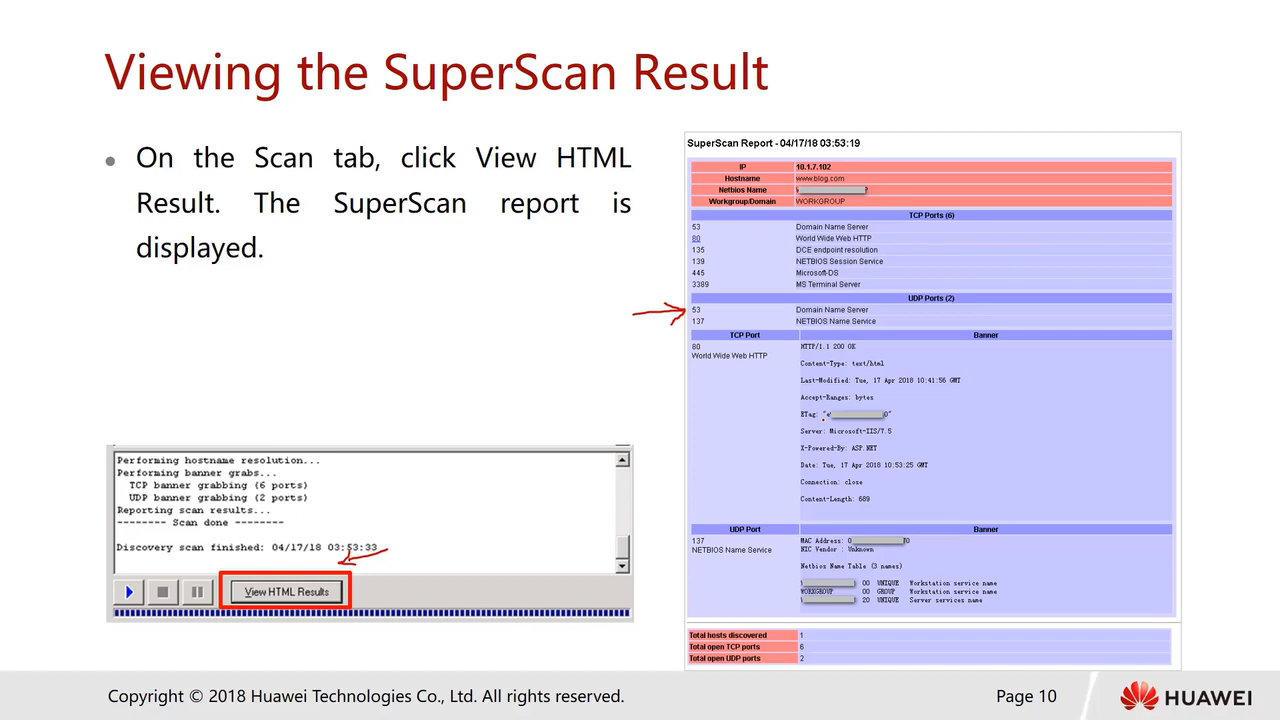 Viewing the SuperScan Result
On the Scan tab, click View HTML
Result. The SuperScan report is
displayed.
Performing hostname resolution...
Performing banner grabs...
TCP banner grabbing (6 ports)
UDP banner grabbing (2 ports)
Reporting scan results...
-------- Scan done --------
Discovery scan finished: 04/17/18 03:53:33
View HTML Results
SuperScan Report - 04/17/18 03:53:19
IP 10.1.7.102
Hostname www.blog.com
Netbios Name
Workgroup/Domain WORKGROUP
TCP Ports (6)
53 Domain Name Server
80 World Wide Web HTTP
135 DCE endpoint resolution
139 NETBIOS Session Service
445 Microsoft-DS
3389 MS Terminal Server
UDP Ports (2)
53 Domain Name Server
137 NETBIOS Name Service
TCP Port Banner
80 HTTP/1.1 200 OK
World Wide Web HTTP
Content-Type: text/html
Last-Modified: Tue, 17 Apr 2018 10:41:56 GMT
Accept-Ranges: bytes
ETag:
Server: Microsoft-IIS/7.5
X-Powered-By: ASP.NET
Date: Tue, 17 Apr 2018 10:53:25 GMT
Connection: close
Content-Length: 689
UDP Port Banner
137 MAC Address:
NETBIOS Name Service NIC Vendor : Unknown
Netbios Name Table (3 names)
00 UNIQUE Workstation service name
WORKGROUP 00 GROUP Workstation service name
20 UNIQUE Server services name
Total hosts discovered 1
Total open TCP ports 6
Total open UDP ports 2
Copyright © 2018 Huawei Technologies Co., Ltd. All rights reserved.
Page 10
HUAWEI